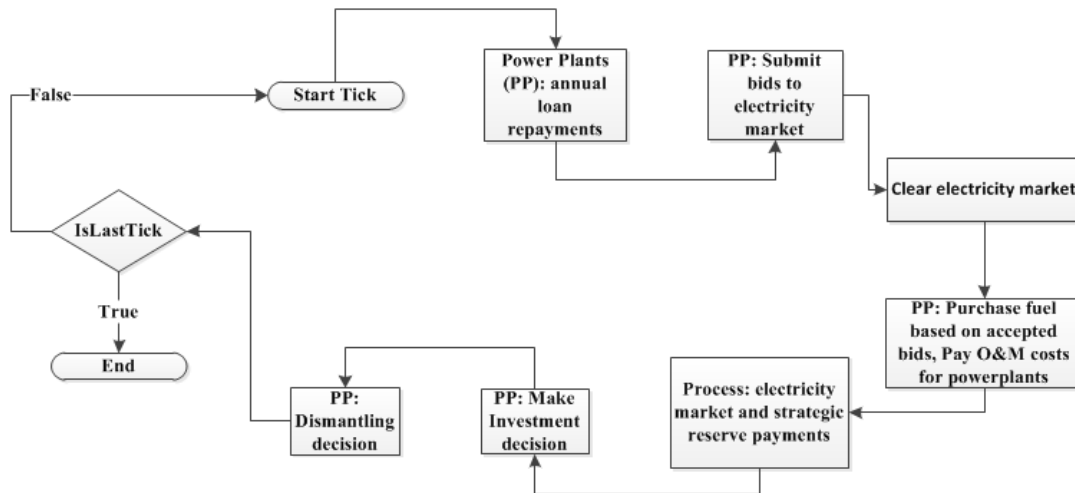 False
Start Tick
Power Plants
(PP): annual
loan
repayments
PP: Submit
bids to
electricity
market
Clear electricity market
PP: Purchase fuel
based on accepted
bids, Pay O&M costs
for powerplants
Process: electricity
market and strategic
reserve payments
PP: Make
Investment
decision
PP:
Dismantling
decision
IsLastTick
True
End